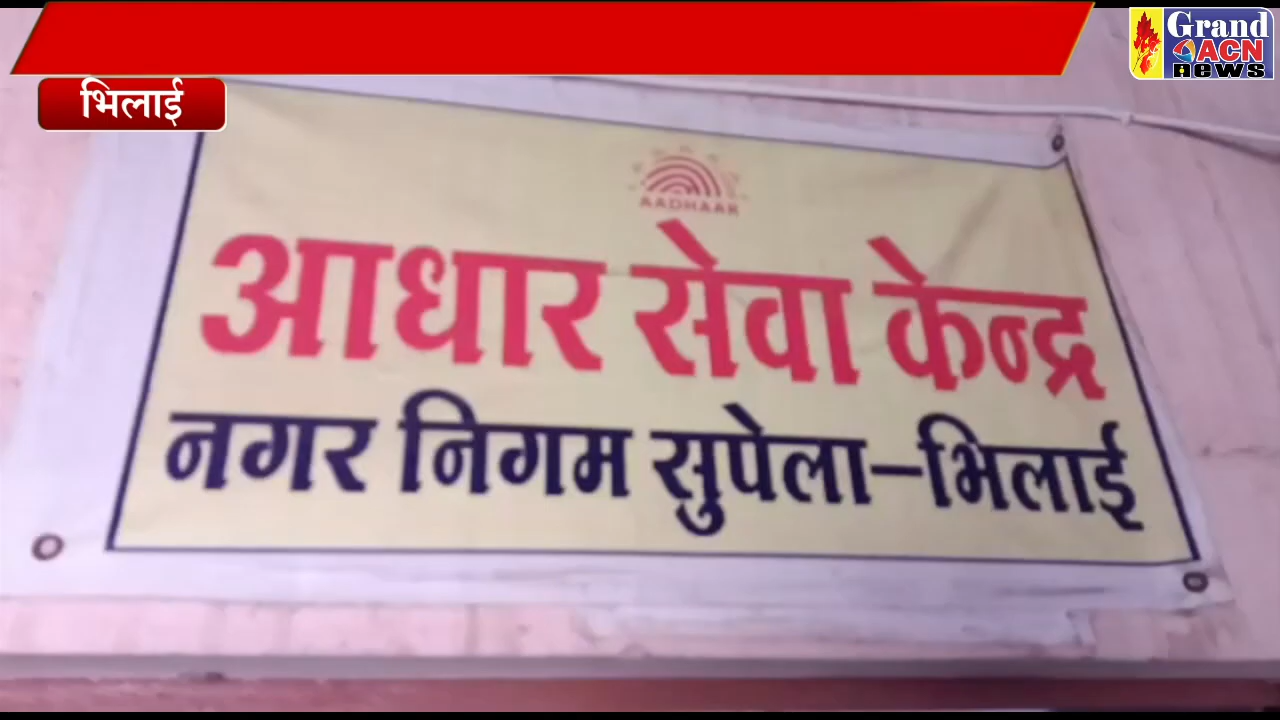 Grand
ACN
news
भिलाई
AADHAAR
आधार सेवा केन्द्र
नगर निगम सुपेला-भिलाई